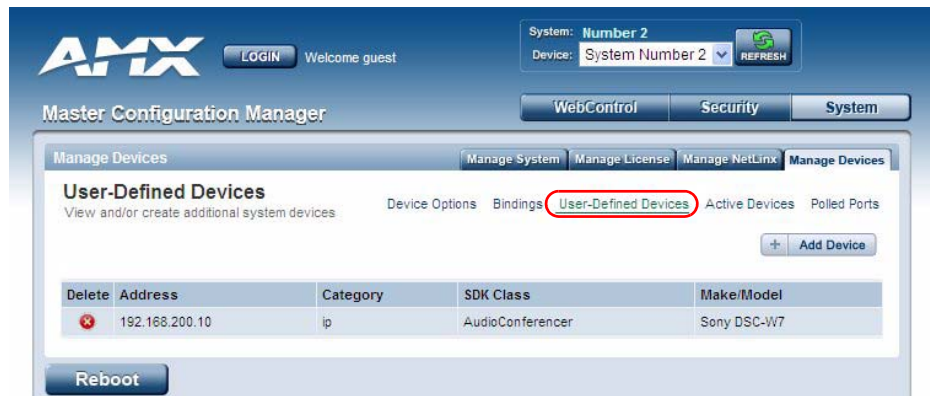 AMX LOGIN Welcome guest
System: Number 2
Device: System Number 2 REFRESH
Master Configuration Manager
WebControl Security System
Manage Devices
Manage System Manage License Manage NetLinx Manage Devices
User-Defined Devices
View and/or create additional system devices
Device Options Bindings User-Defined Devices Active Devices Polled Ports
+ Add Device
Delete Address Category SDK Class Make/Model
192.168.200.10 ip AudioConferencer Sony DSC-W7
Reboot